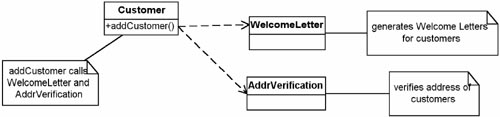 Customer
+addCustomer()
WelcomeLetter
generates Welcome Letters
for customers
addCustomer calls
WelcomeLetter and
AddrVerification
AddrVerification
verifies address of
customers